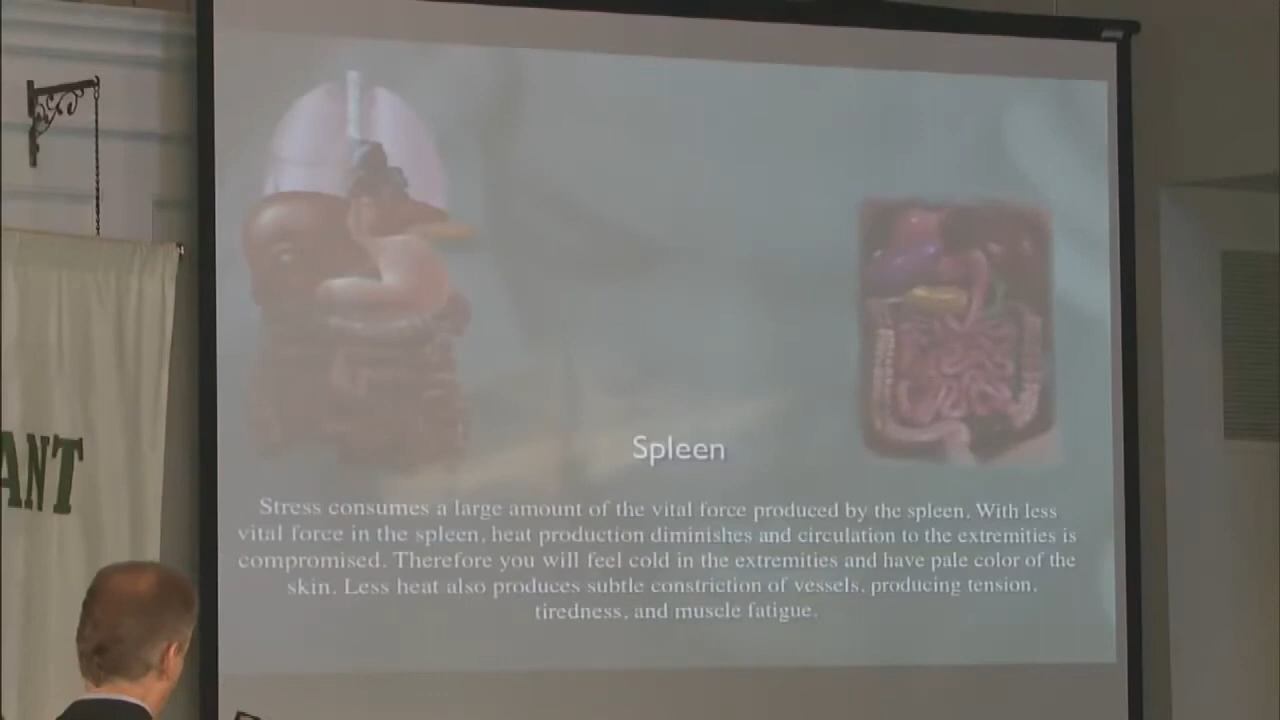 Spleen
Stress consumes a large amount of the vital force produced by the spleen. With less
vital force in the spleen, heat production diminishes and circulation to the extremities is
compromised. Therefore you will feel cold in the extremities and have pale color of the
skin. Less heat also produces subtle constriction of vessels, producing tension,
tiredness, and muscle fatigue.
ANT